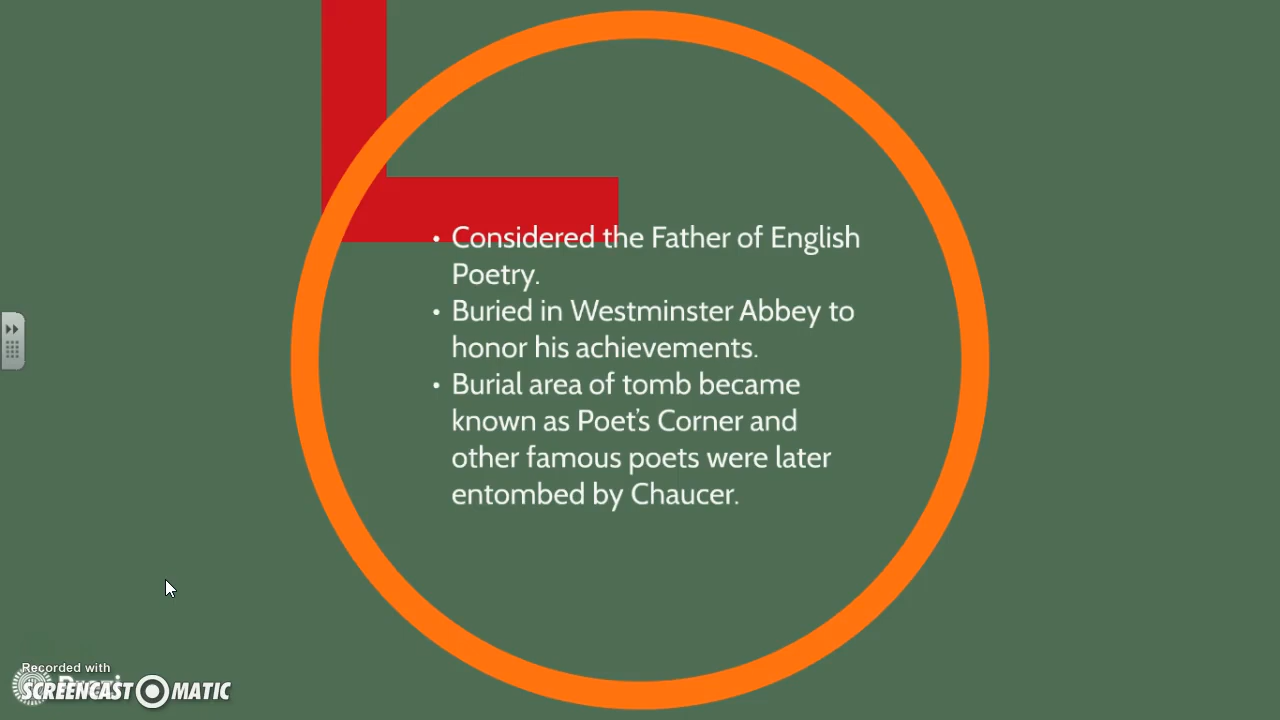 • Considered the Father of English
Poetry.
• Buried in Westminster Abbey to
honor his achievements.
• Burial area of tomb became
known as Poet's Corner and
other famous poets were later
entombed by Chaucer.
Recorded with
SCREENCAST MATIC